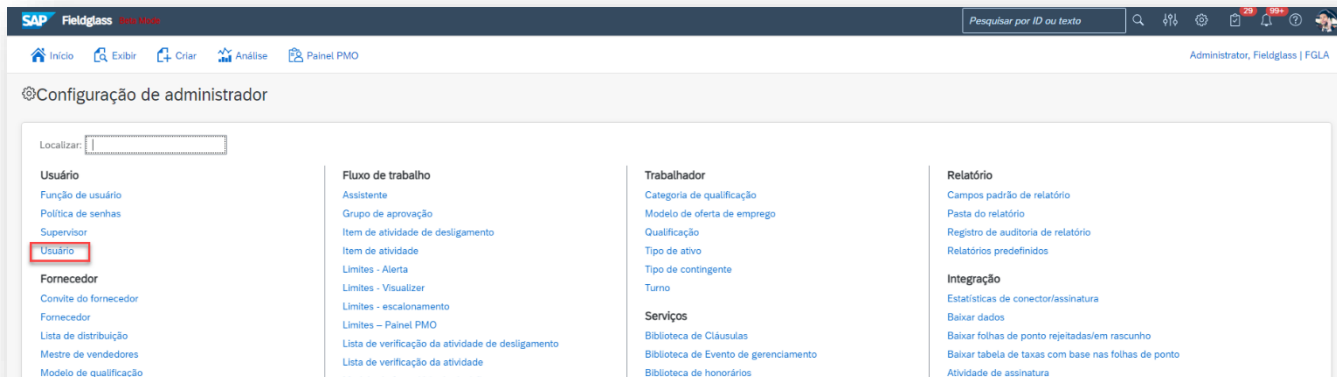 SAP Fieldglass
Pesquisar por ID ou texto
29
99+
Início
Exibir
Criar
Análise
Painel PMO
Administrator, Fieldglass | FGLA
Configuração de administrador
Localizar:
Usuário
Função de usuário
Política de senhas
Supervisor
Usuário
Fornecedor
Convite do fornecedor
Fornecedor
Lista de distribuição
Mestre de vendedores
Modelo de qualificação
Fluxo de trabalho
Assistente
Grupo de aprovação
Item de atividade de desligamento
Item de atividade
Limites - Alerta
Limites - Visualizer
Limites - escalonamento
Limites – Painel PMO
Lista de verificação da atividade de desligamento
Lista de verificação da atividade
Trabalhador
Categoria de qualificação
Modelo de oferta de emprego
Qualificação
Tipo de ativo
Tipo de contingente
Turno
Serviços
Biblioteca de Cláusulas
Biblioteca de Evento de gerenciamento
Biblioteca de honorários
Relatório
Campos padrão de relatório
Pasta do relatório
Registro de auditoria de relatório
Relatórios predefinidos
Integração
Estatísticas de conector/assinatura
Baixar dados
Baixar folhas de ponto rejeitadas/em rascunho
Baixar tabela de taxas com base nas folhas de ponto
Atividade de assinatura